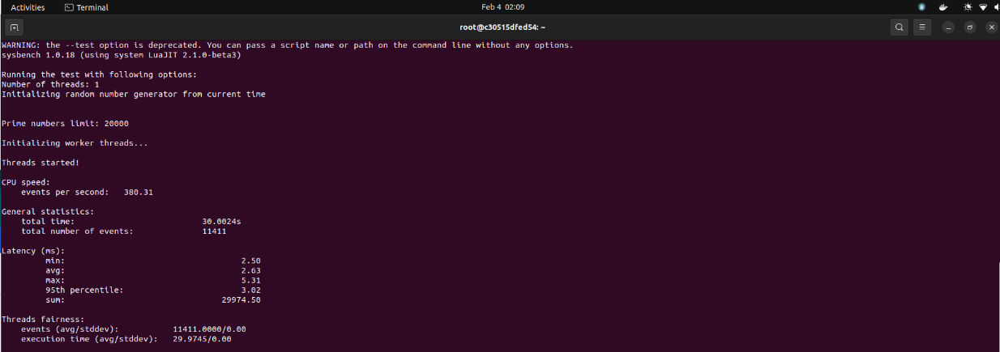 Activities Terminal Feb 4 02:09
root@c30515dfed54: ~
WARNING: the --test option is deprecated. You can pass a script name or path on the command line without any options.
sysbench 1.0.18 (using system LuaJIT 2.1.0-beta3)
Running the test with following options:
Number of threads: 1
Initializing random number generator from current time
Prime numbers limit: 20000
Initializing worker threads...
Threads started!
CPU speed:
events per second: 380.31
General statistics:
total time: 30.0024s
total number of events: 11411
Latency (ms):
min: 2.50
avg: 2.63
max: 5.31
95th percentile: 3.02
sum: 29974.50
Threads fairness:
events (avg/stddev): 11411.0000/0.00
execution time (avg/stddev): 29.9745/0.00